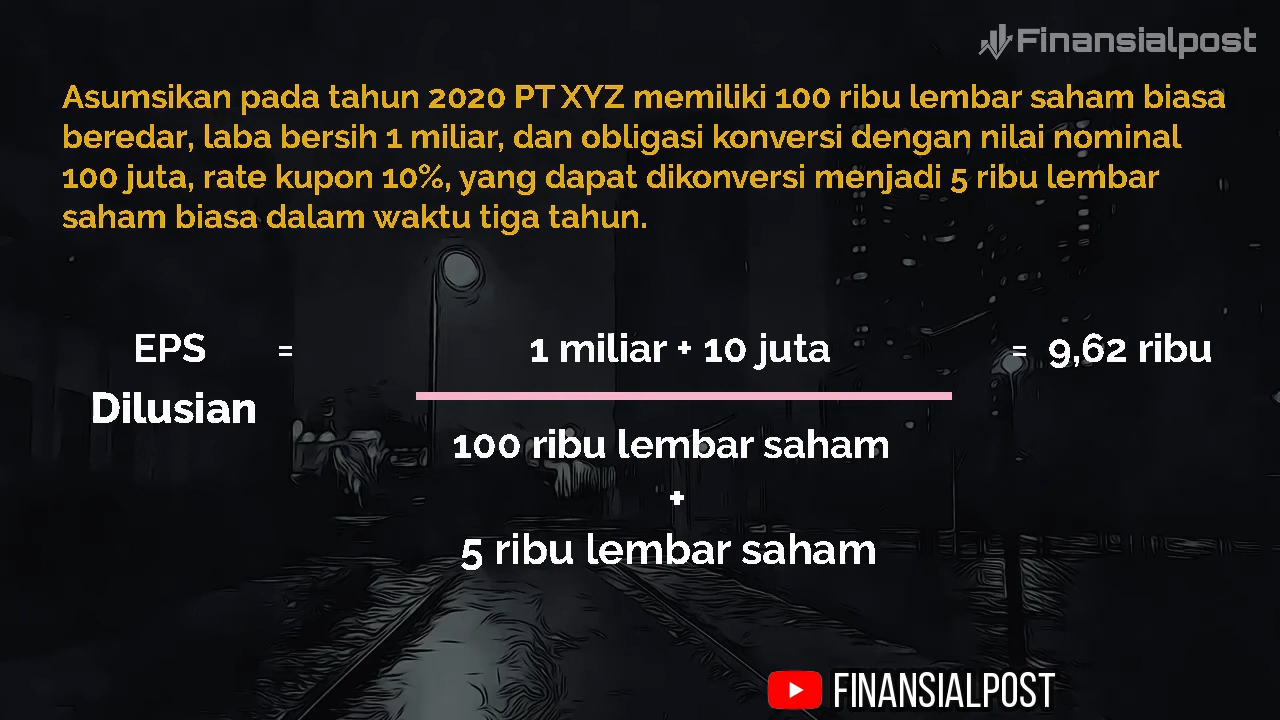 Finansialpost
Asumsikan pada tahun 2020 PT XYZ memiliki 100 ribu lembar saham biasa
beredar, laba bersih 1 miliar, dan obligasi konversi dengan nilai nominal
100 juta, rate kupon 10%, yang dapat dikonversi menjadi 5 ribu lembar
saham biasa dalam waktu tiga tahun.
EPS = 1 miliar + 10 juta = 9,62 ribu
Dilusian
100 ribu lembar saham
+
5 ribu lembar saham
FINANSIALPOST